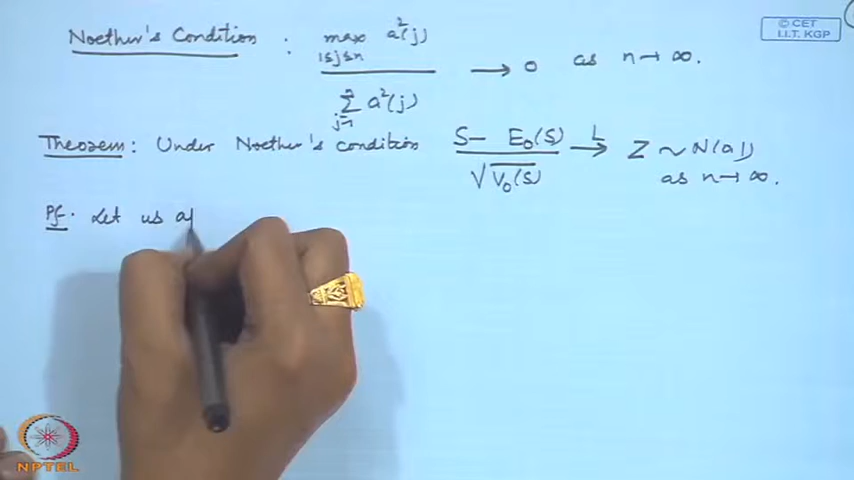 Noether's Condition : max a²(j)
1≤j≤n
∑ a²(j) → 0 as n → ∞.
j=1 n
Theorem: Under Noether's condition S - E₀(S) / √V₀(S) →ᴸ Z ~ N(0,1)
as n → ∞.
Pf. Let us a
© CET
I.I.T. KGP
NPTEL